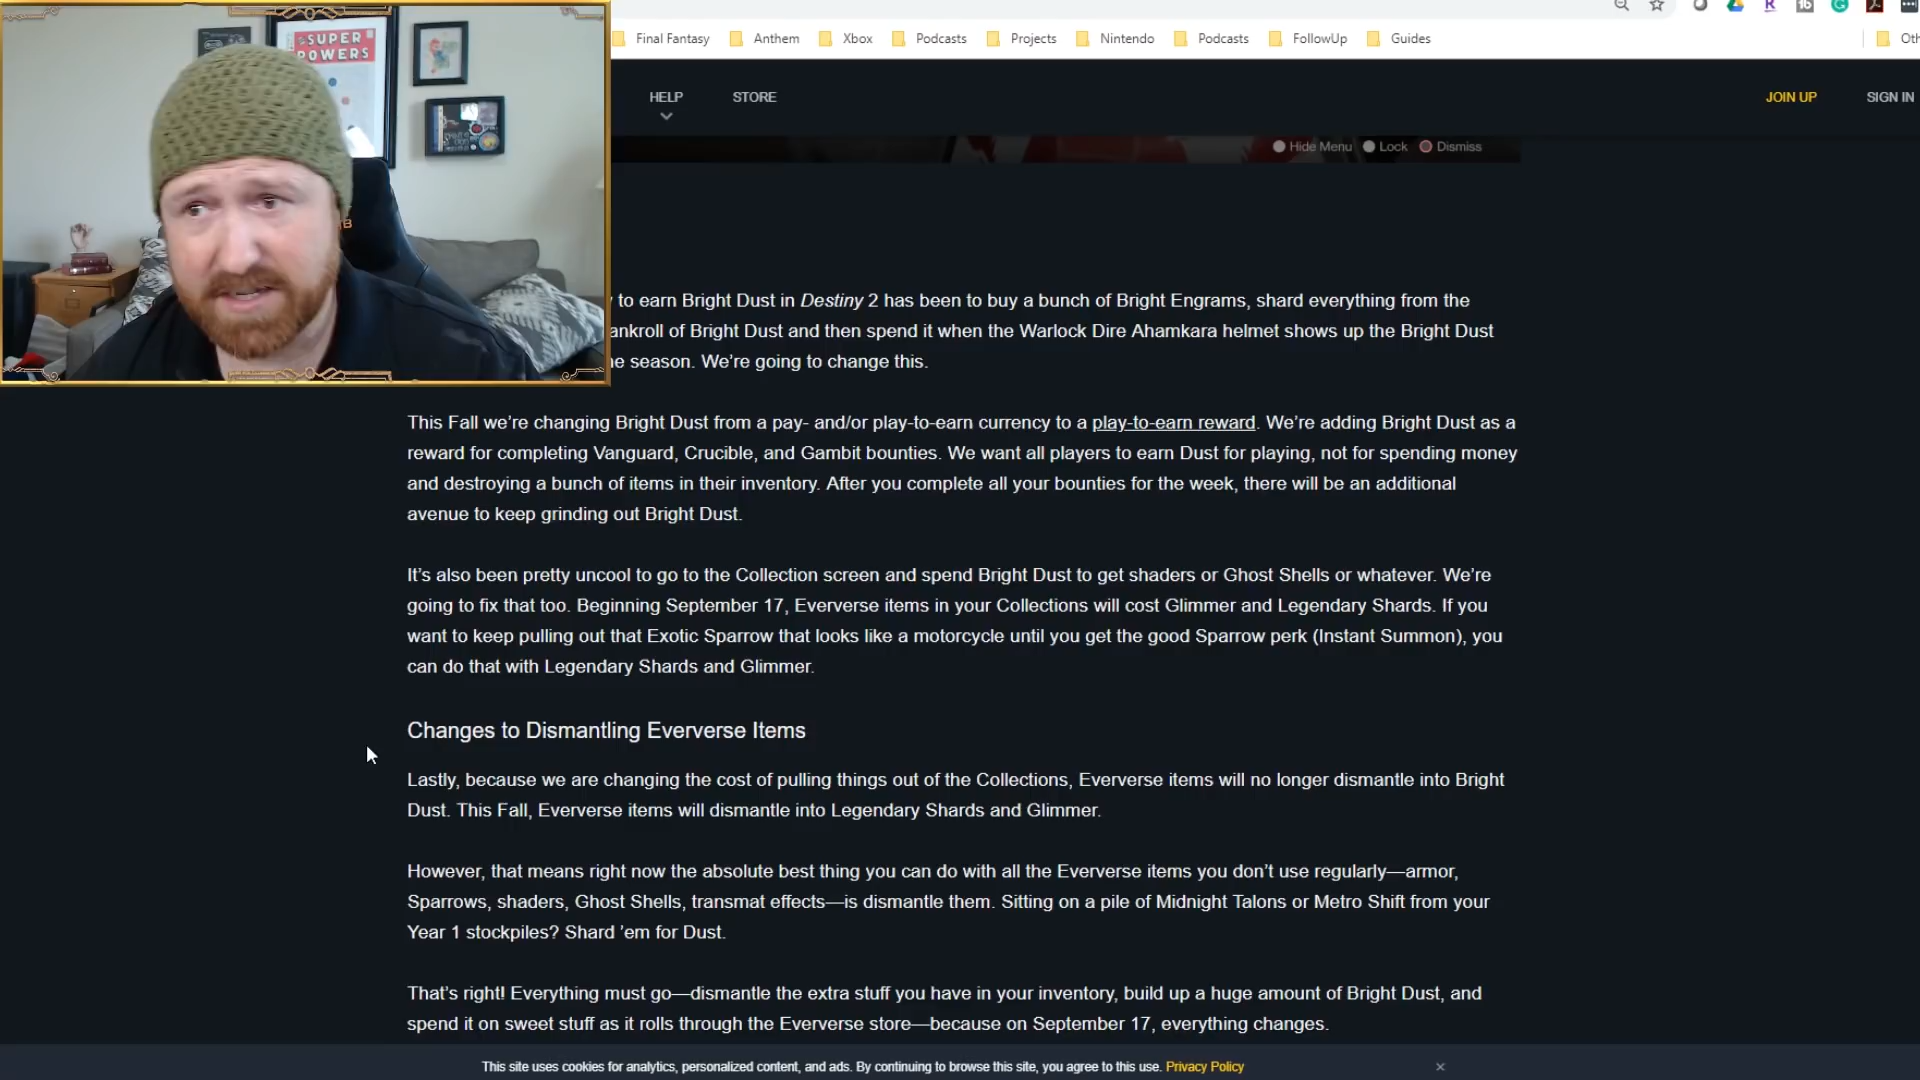 SUPER
POWERS
Final Fantasy Anthem Xbox Podcasts Projects Nintendo Podcasts FollowUp Guides Oth
HELP STORE JOIN UP SIGN IN
Hide Menu Lock Dismiss
to earn Bright Dust in Destiny 2 has been to buy a bunch of Bright Engrams, shard everything from the
ankroll of Bright Dust and then spend it when the Warlock Dire Ahamkara helmet shows up the Bright Dust
e season. We’re going to change this.
This Fall we’re changing Bright Dust from a pay- and/or play-to-earn currency to a play-to-earn reward. We’re adding Bright Dust as a
reward for completing Vanguard, Crucible, and Gambit bounties. We want all players to earn Dust for playing, not for spending money
and destroying a bunch of items in their inventory. After you complete all your bounties for the week, there will be an additional
avenue to keep grinding out Bright Dust.
It’s also been pretty uncool to go to the Collection screen and spend Bright Dust to get shaders or Ghost Shells or whatever. We’re
going to fix that too. Beginning September 17, Eververse items in your Collections will cost Glimmer and Legendary Shards. If you
want to keep pulling out that Exotic Sparrow that looks like a motorcycle until you get the good Sparrow perk (Instant Summon), you
can do that with Legendary Shards and Glimmer.
Changes to Dismantling Eververse Items
Lastly, because we are changing the cost of pulling things out of the Collections, Eververse items will no longer dismantle into Bright
Dust. This Fall, Eververse items will dismantle into Legendary Shards and Glimmer.
However, that means right now the absolute best thing you can do with all the Eververse items you don’t use regularly—armor,
Sparrows, shaders, Ghost Shells, transmat effects—is dismantle them. Sitting on a pile of Midnight Talons or Metro Shift from your
Year 1 stockpiles? Shard ’em for Dust.
That’s right! Everything must go—dismantle the extra stuff you have in your inventory, build up a huge amount of Bright Dust, and
spend it on sweet stuff as it rolls through the Eververse store—because on September 17, everything changes.
This site uses cookies for analytics, personalized content, and ads. By continuing to browse this site, you agree to this use. Privacy Policy